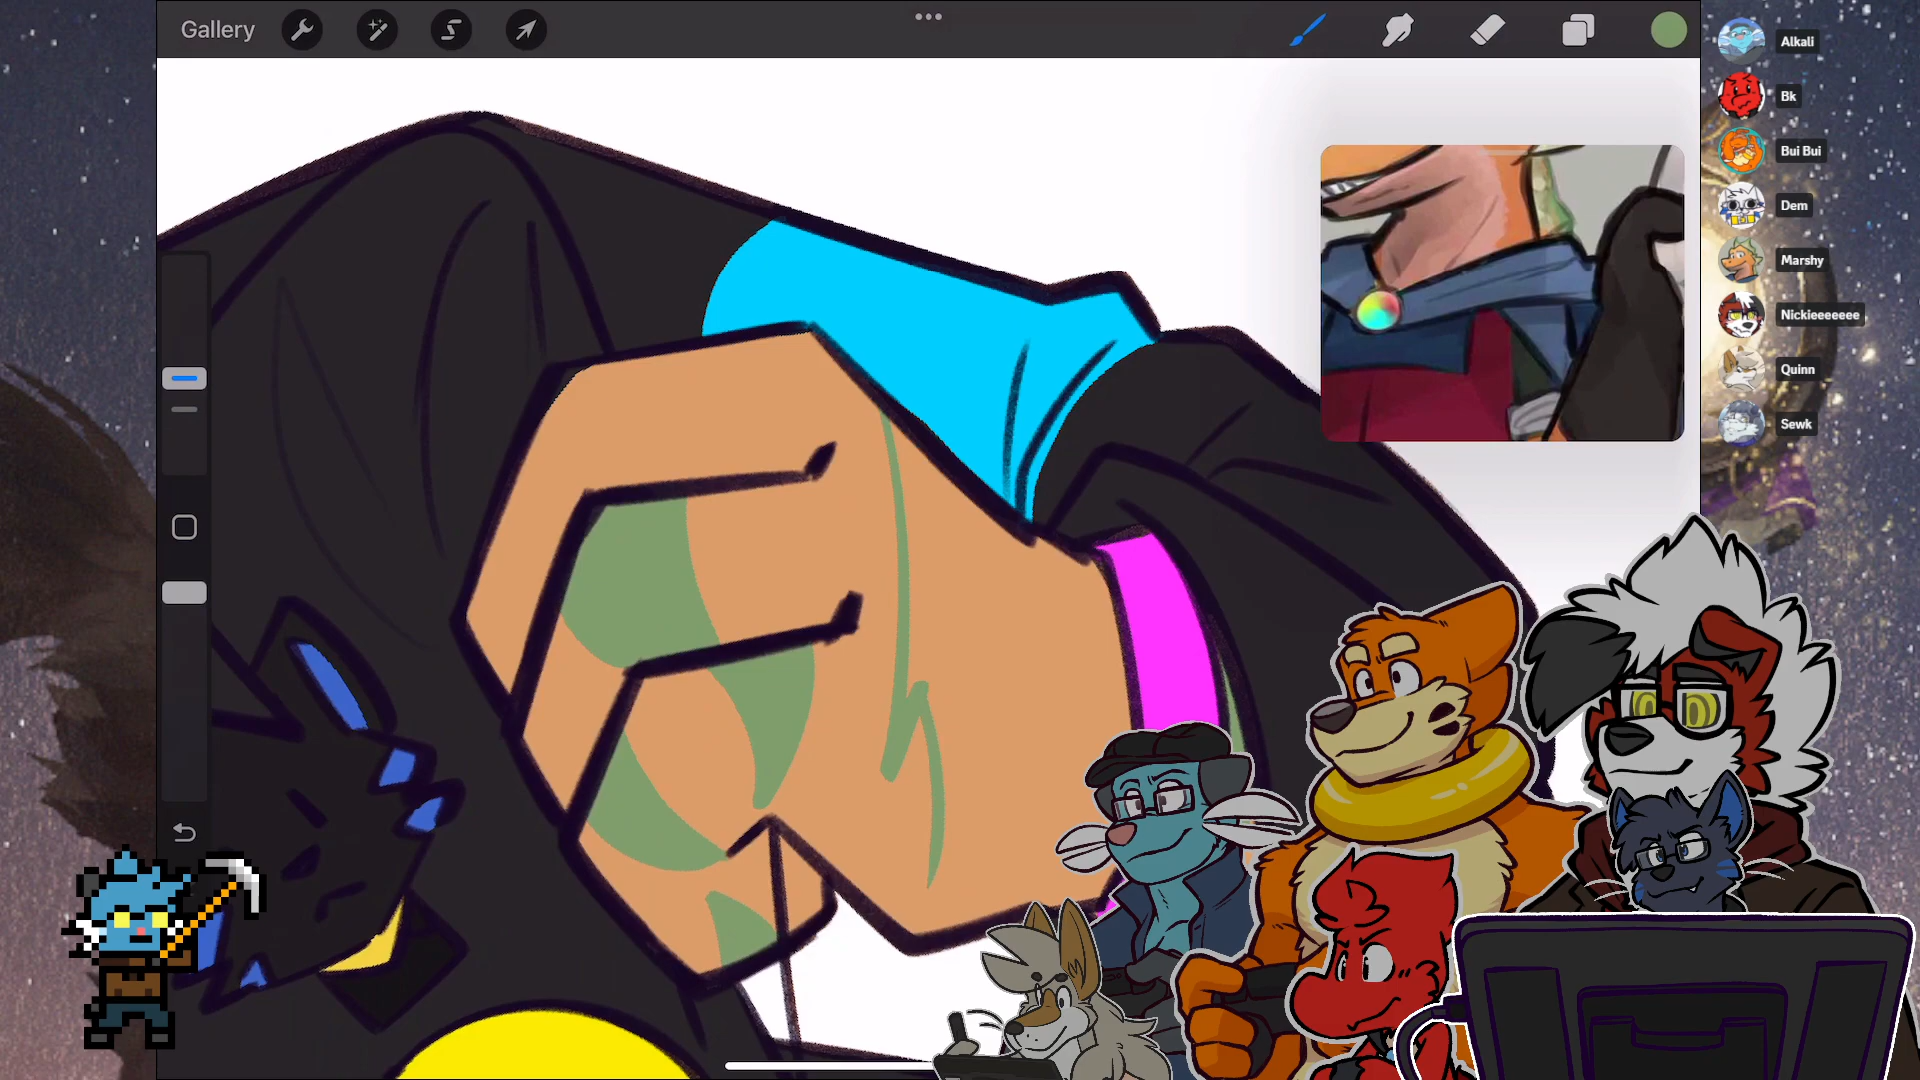 Gallery
Alkali
Bk
Bui Bui
Dem
Marshy
Nickieeeeeee
Quinn
Sewk